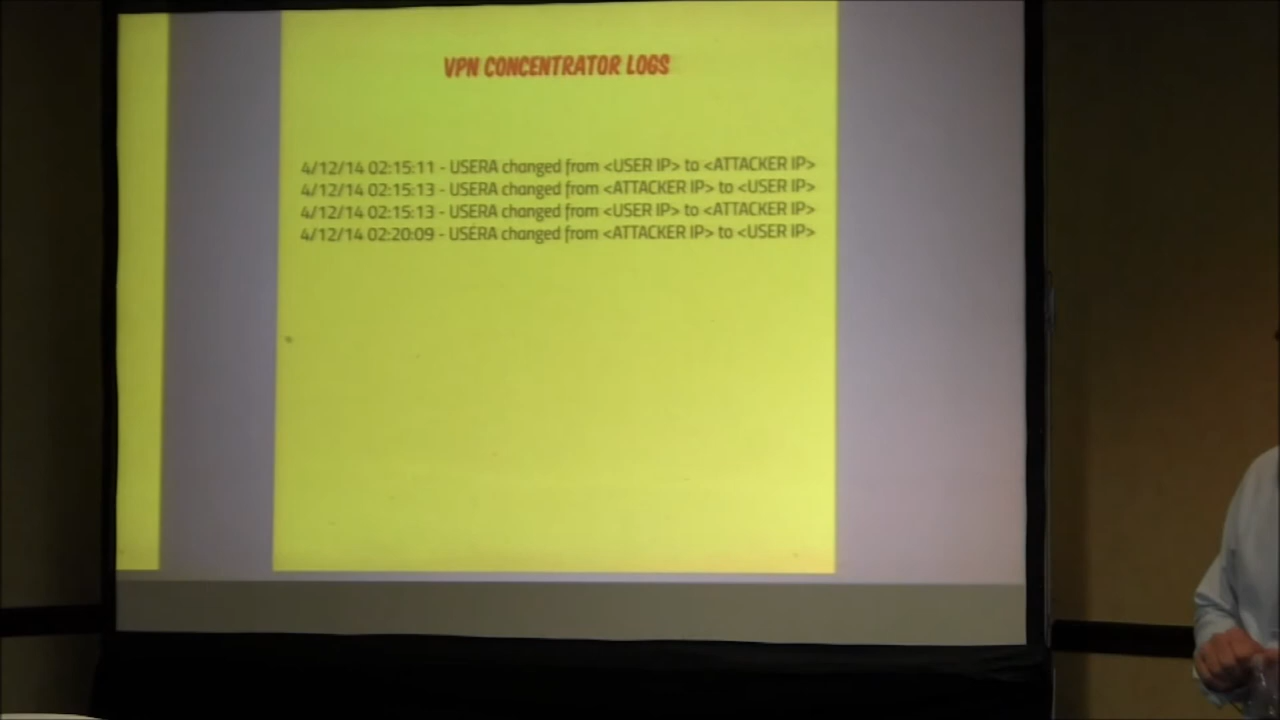 VPN CONCENTRATOR LOGS
4/12/14 02:15:11 - USERA changed from <USER IP> to <ATTACKER IP>
4/12/14 02:15:13 - USERA changed from <ATTACKER IP> to <USER IP>
4/12/14 02:15:13 - USERA changed from <USER IP> to <ATTACKER IP>
4/12/14 02:20:09 - USERA changed from <ATTACKER IP> to <USER IP>